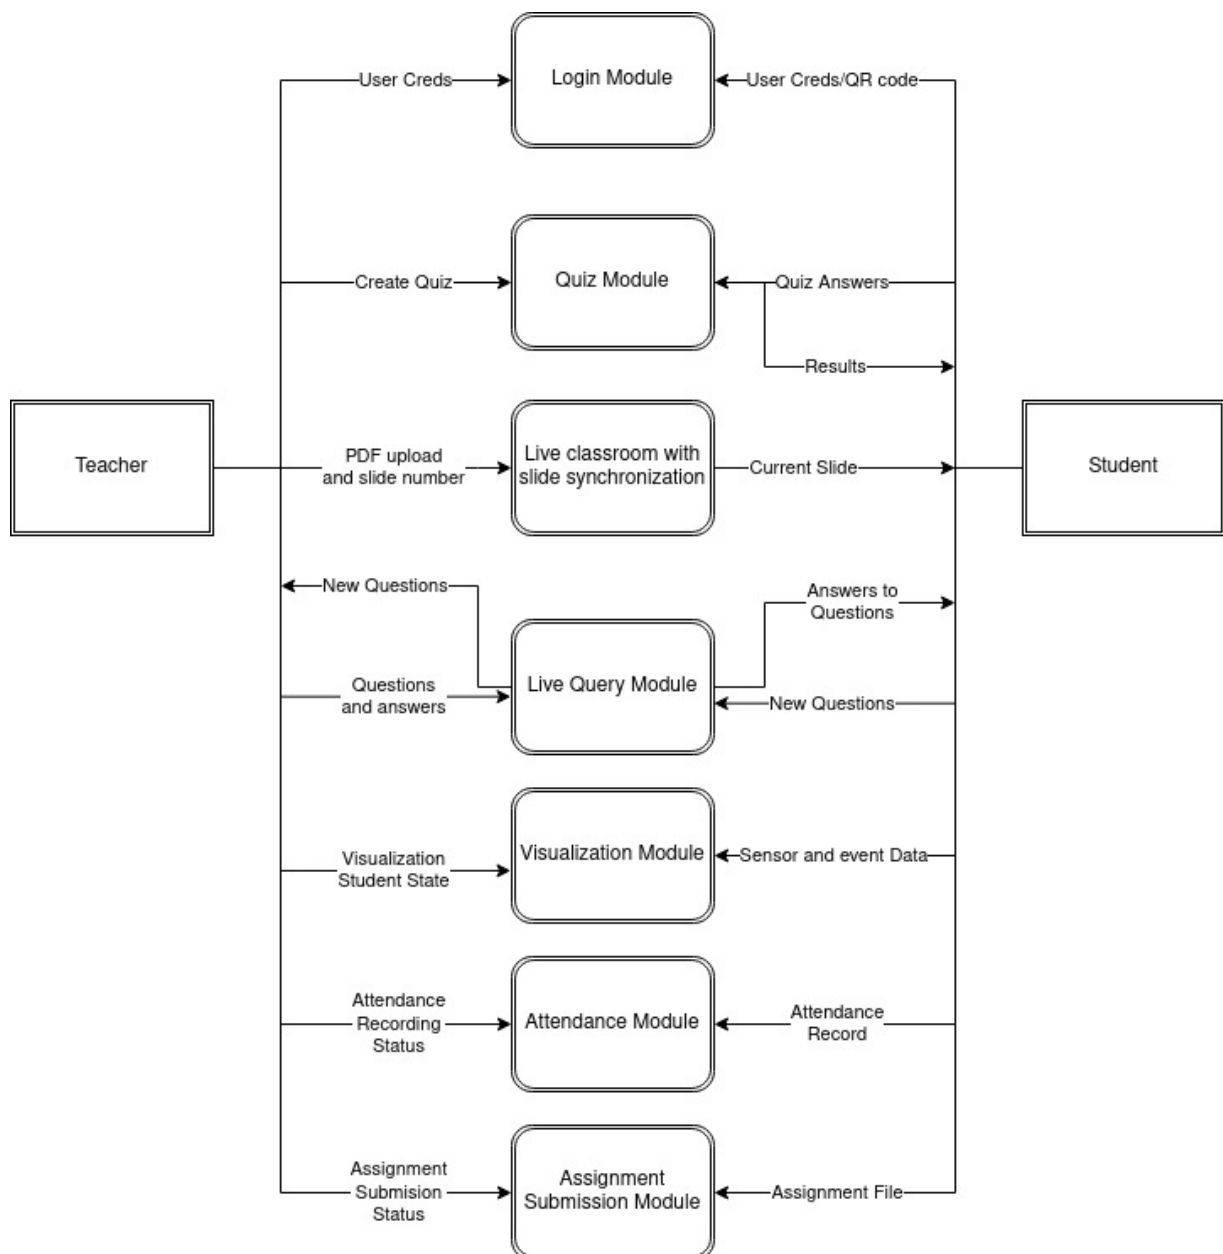 User Creds
Login Module
User Creds/QR code
Create Quiz
Quiz Module
Quiz Answers
Results
Teacher
PDF upload
and slide number
Live classroom with
slide synchronization
Current Slide
Student
New Questions
Answers to
Questions
Questions
and answers
Live Query Module
New Questions
Visualization
Student State
Visualization Module
Sensor and event Data
Attendance
Recording
Status
Attendance Module
Attendance
Record
Assignment
Submision
Status
Assignment
Submission Module
Assignment File